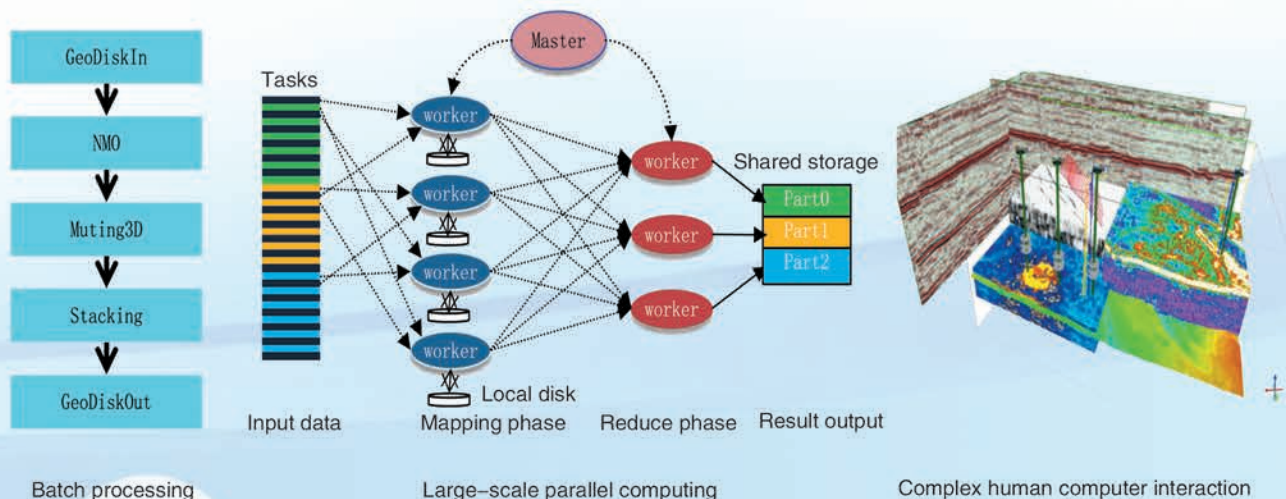 GeoDiskIn
NMO
Muting3D
Stacking
GeoDiskOut
Batch processing
Master
Tasks
worker
worker
worker
worker
worker
worker
worker
Shared storage
Part0
Part1
Part2
Local disk
Input data
Mapping phase
Reduce phase
Result output
Large-scale parallel computing
Complex human computer interaction